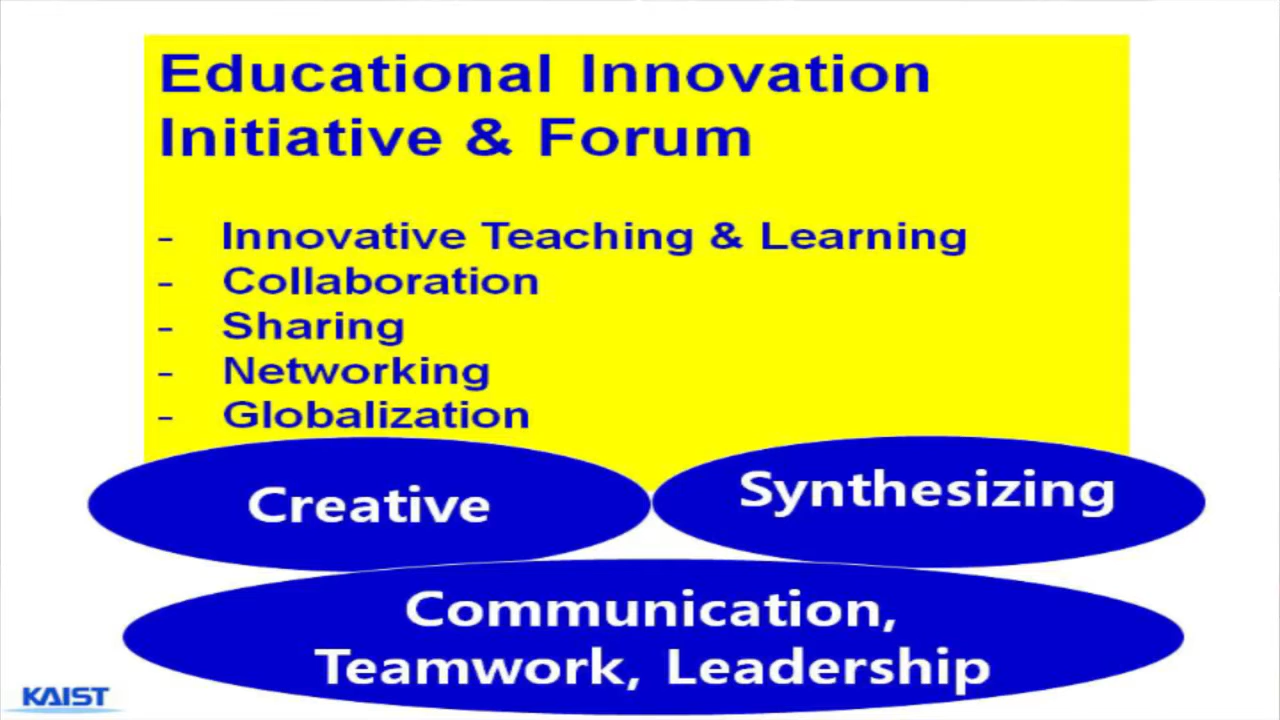 Educational Innovation
Initiative & Forum
- Innovative Teaching & Learning
- Collaboration
- Sharing
- Networking
- Globalization
Creative
Synthesizing
Communication,
Teamwork, Leadership
KAIST